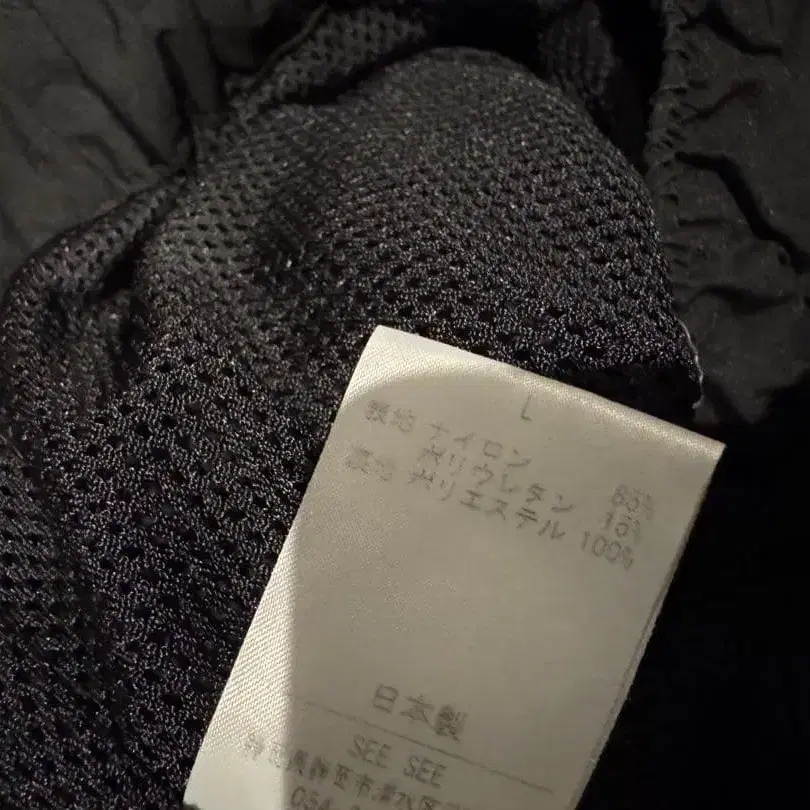 L
表地 ナイロン 85%
ポリウレタン 15%
裏地 ポリエステル 100%
日本製
SEE SEE
054